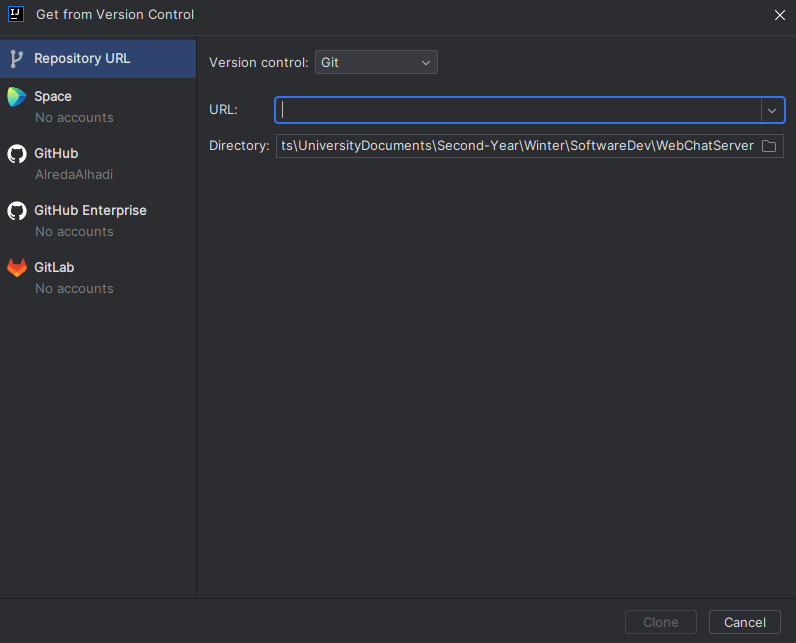 IJ
Get from Version Control
Repository URL
Space
No accounts
GitHub
AlredaAlhadi
GitHub Enterprise
No accounts
GitLab
No accounts
Version control: Git
URL:
Directory: ts\UniversityDocuments\Second-Year\Winter\SoftwareDev\WebChatServer
Clone Cancel